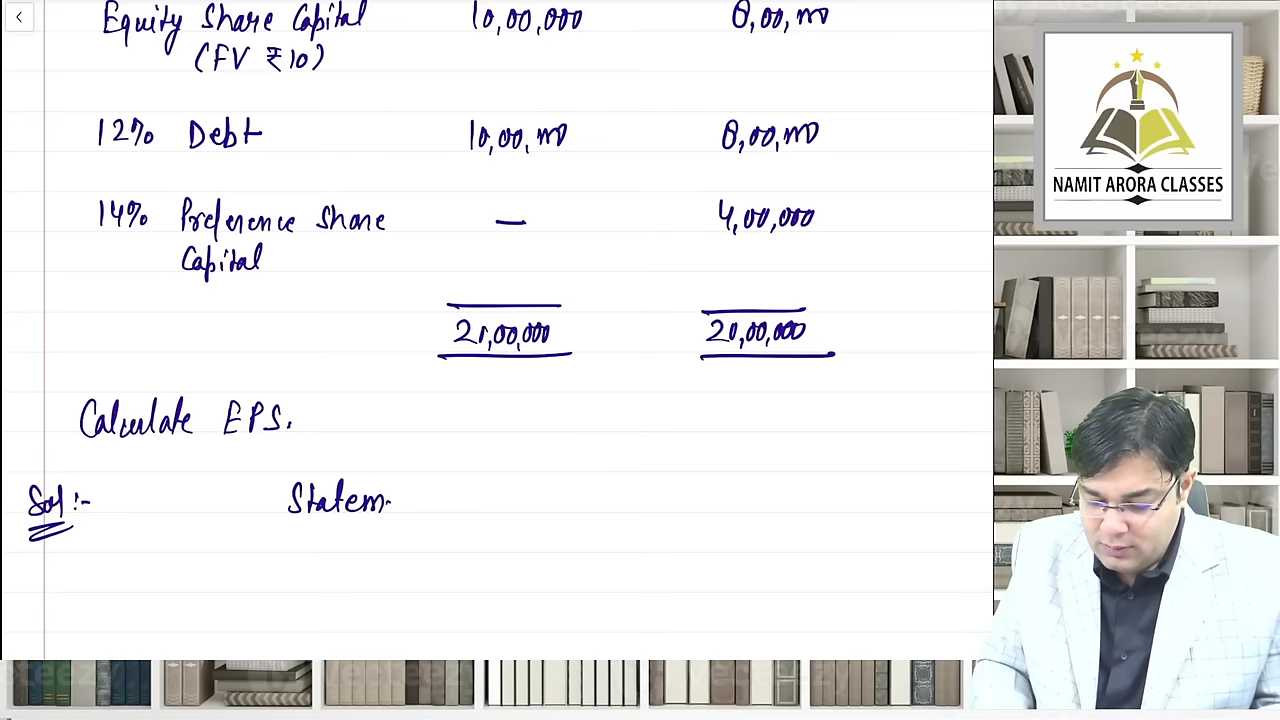 Equity Share Capital 10,00,000 8,00,000
(FV ₹10)
12% Debt 10,00,000 8,00,000
14% Preference Share — 4,00,000
Capital
20,00,000 20,00,000
Calculate EPS.
Sol :-
Statem
NAMIT ARORA CLASSES